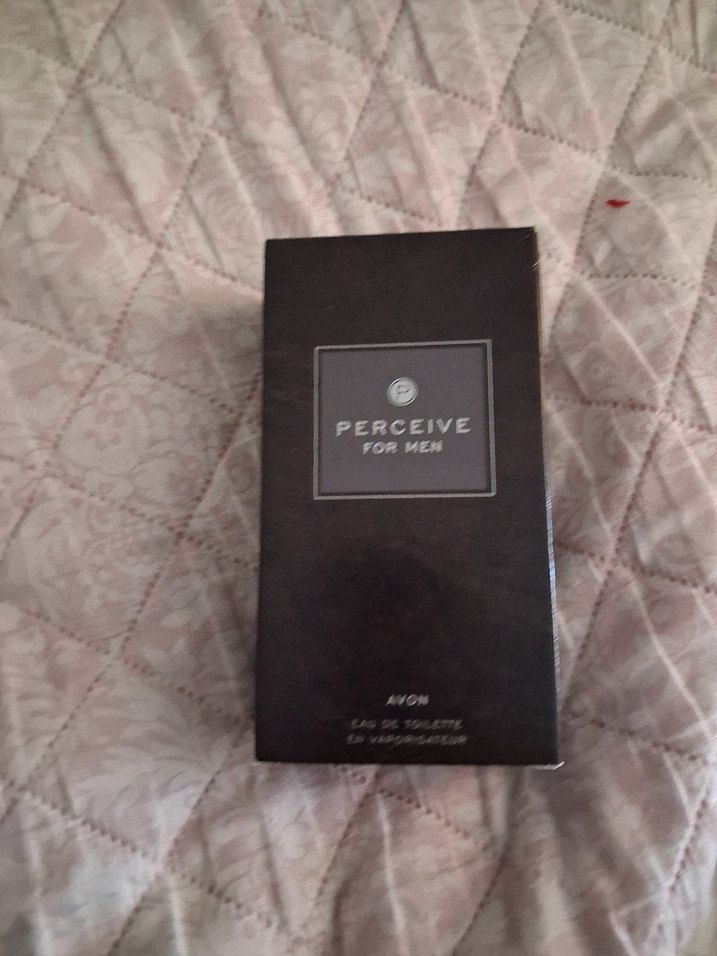 P
PERCEIVE
FOR MEN
AVON
EAU DE TOILETTE
EN VAPORISATEUR